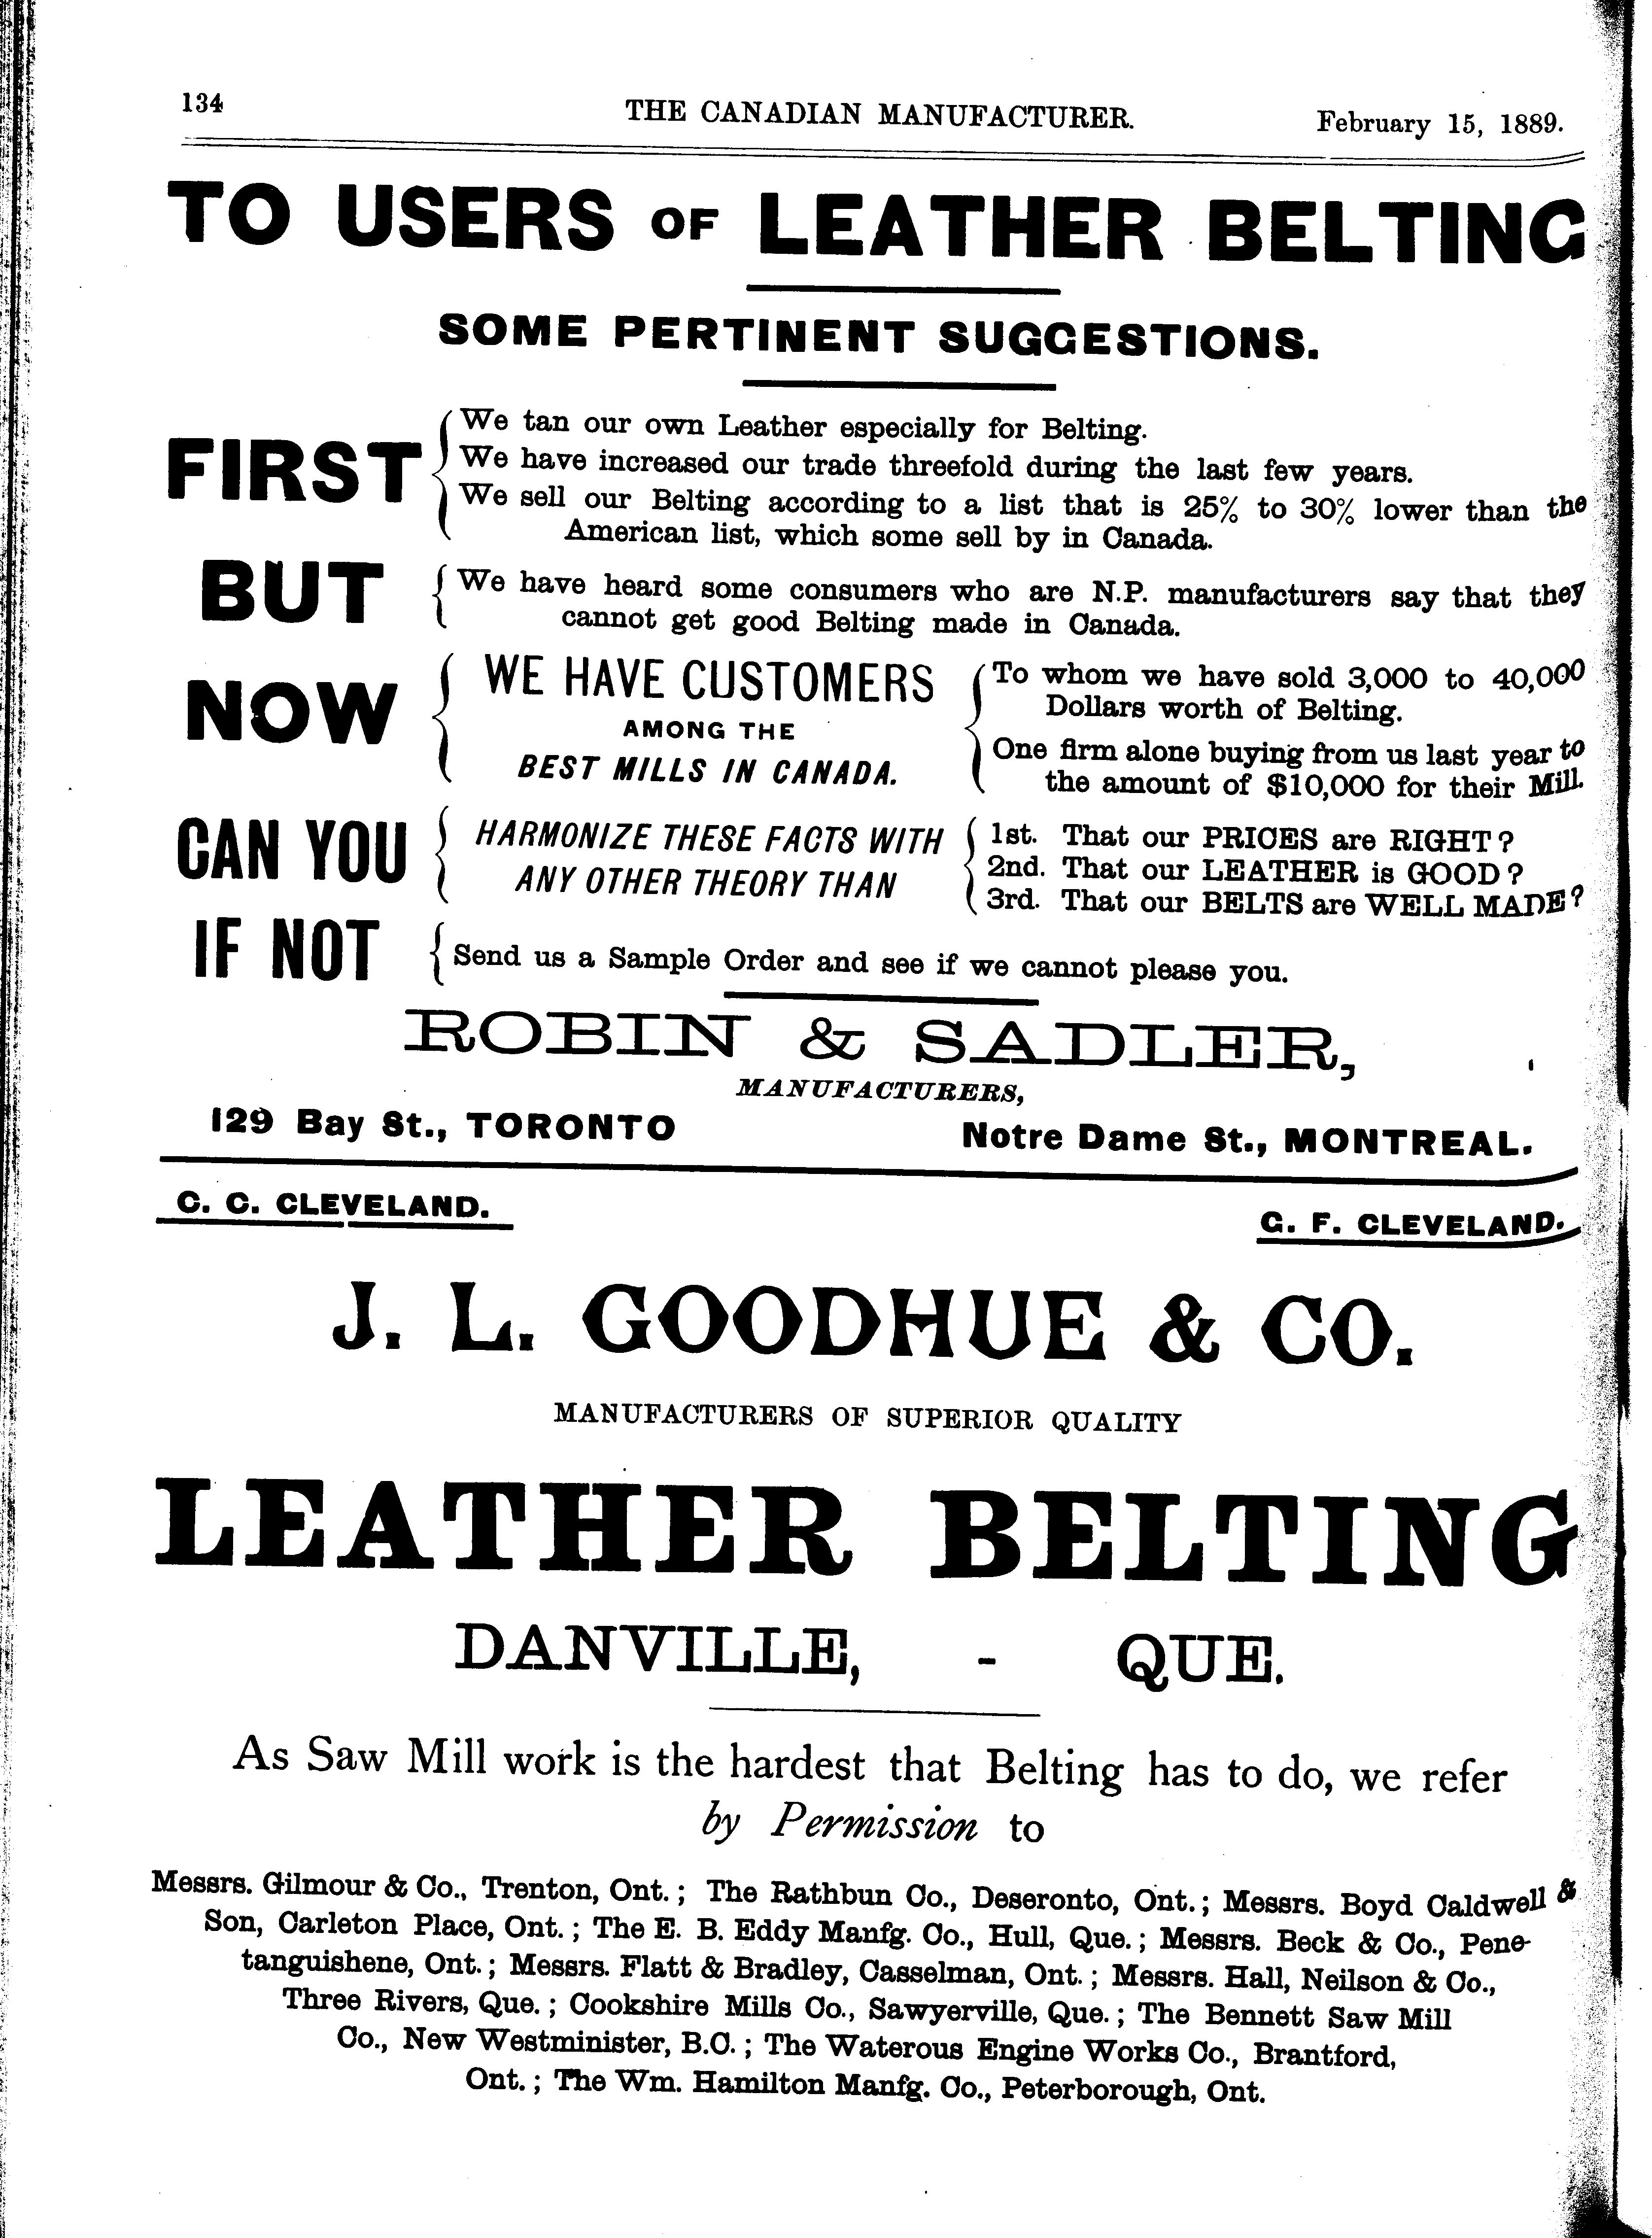 134
THE CANADIAN MANUFACTURER.
February 15, 1889.
TO USERS OF LEATHER BELTING
SOME PERTINENT SUGGESTIONS.
FIRST
We tan our own Leather especially for Belting.
We have increased our trade threefold during the last few years.
We sell our Belting according to a list that is 25% to 30% lower than the
American list, which some sell by in Canada.
BUT
We have heard some consumers who are N.P. manufacturers say that they
cannot get good Belting made in Canada.
NOW
WE HAVE CUSTOMERS
AMONG THE
BEST MILLS IN CANADA.
To whom we have sold 3,000 to 40,000
Dollars worth of Belting.
One firm alone buying from us last year to
the amount of $10,000 for their Mill.
CAN YOU
HARMONIZE THESE FACTS WITH
ANY OTHER THEORY THAN
1st. That our PRICES are RIGHT?
2nd. That our LEATHER is GOOD?
3rd. That our BELTS are WELL MADE?
IF NOT
Send us a Sample Order and see if we cannot please you.
ROBIN & SADLER,
MANUFACTURERS,
129 Bay St., TORONTO
Notre Dame St., MONTREAL.
C. C. CLEVELAND.
G. F. CLEVELAND.
J. L. GOODHUE & CO.
MANUFACTURERS OF SUPERIOR QUALITY
LEATHER BELTING
DANVILLE, - QUE.
As Saw Mill work is the hardest that Belting has to do, we refer
by Permission to
Messrs. Gilmour & Co., Trenton, Ont.; The Rathbun Co., Deseronto, Ont.; Messrs. Boyd Caldwell &
Son, Carleton Place, Ont.; The E. B. Eddy Manfg. Co., Hull, Que.; Messrs. Beck & Co., Pene-
tanguishene, Ont.; Messrs. Flatt & Bradley, Casselman, Ont.; Messrs. Hall, Neilson & Co.,
Three Rivers, Que.; Cookshire Mills Co., Sawyerville, Que.; The Bennett Saw Mill
Co., New Westminister, B.C.; The Waterous Engine Works Co., Brantford,
Ont.; The Wm. Hamilton Manfg. Co., Peterborough, Ont.